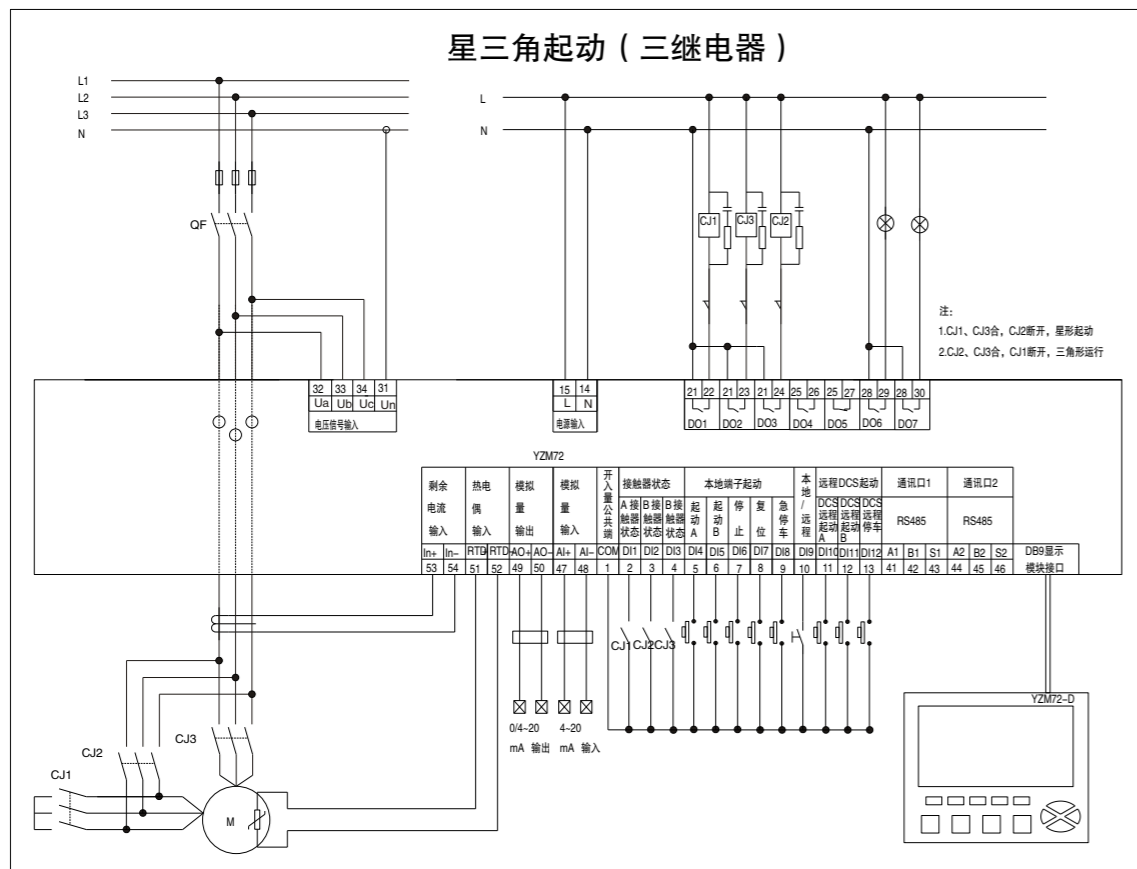 星三角起动（三继电器）
L1
L2
L3
N
L
N
QF
CJ1
CJ3
CJ2
注:
1.CJ1、CJ3合, CJ2断开, 星形起动
2.CJ2、CJ3合, CJ1断开, 三角形运行
32 33 34 31
Ua Ub Uc Un
电压信号输入
15 14
L N
电源输入
21 22 21 23 21 24 25 26 25 27 28 29 28 30
DO1 DO2 DO3 DO4 DO5 DO6 DO7
YZM72
剩余电流输入
热电偶输入
模拟量输出
模拟量输入
开入量公共端
接触器状态
本地端子起动
本地/远程
远程DCS起动
通讯口1
通讯口2
A接触器状态
B接触器状态
B接触器状态
起动A
起动B
停止
复位
急停车
DCS远程起动A
DCS远程起动B
DCS远程停车
RS485
RS485
In+ In- RTD+ RTD- AO+ AO- AI+ AI- COM DI1 DI2 DI3 DI4 DI5 DI6 DI7 DI8 DI9 DI10 DI11 DI12 A1 B1 S1 A2 B2 S2
DB9显示
模块接口
53 54 51 52 49 50 47 48 1 2 3 4 5 6 7 8 9 10 11 12 13 41 42 43 44 45 46
CJ1 CJ2 CJ3
0/4~20
mA 输出
4~20
mA 输入
YZM72-D
CJ3
CJ2
CJ1
M